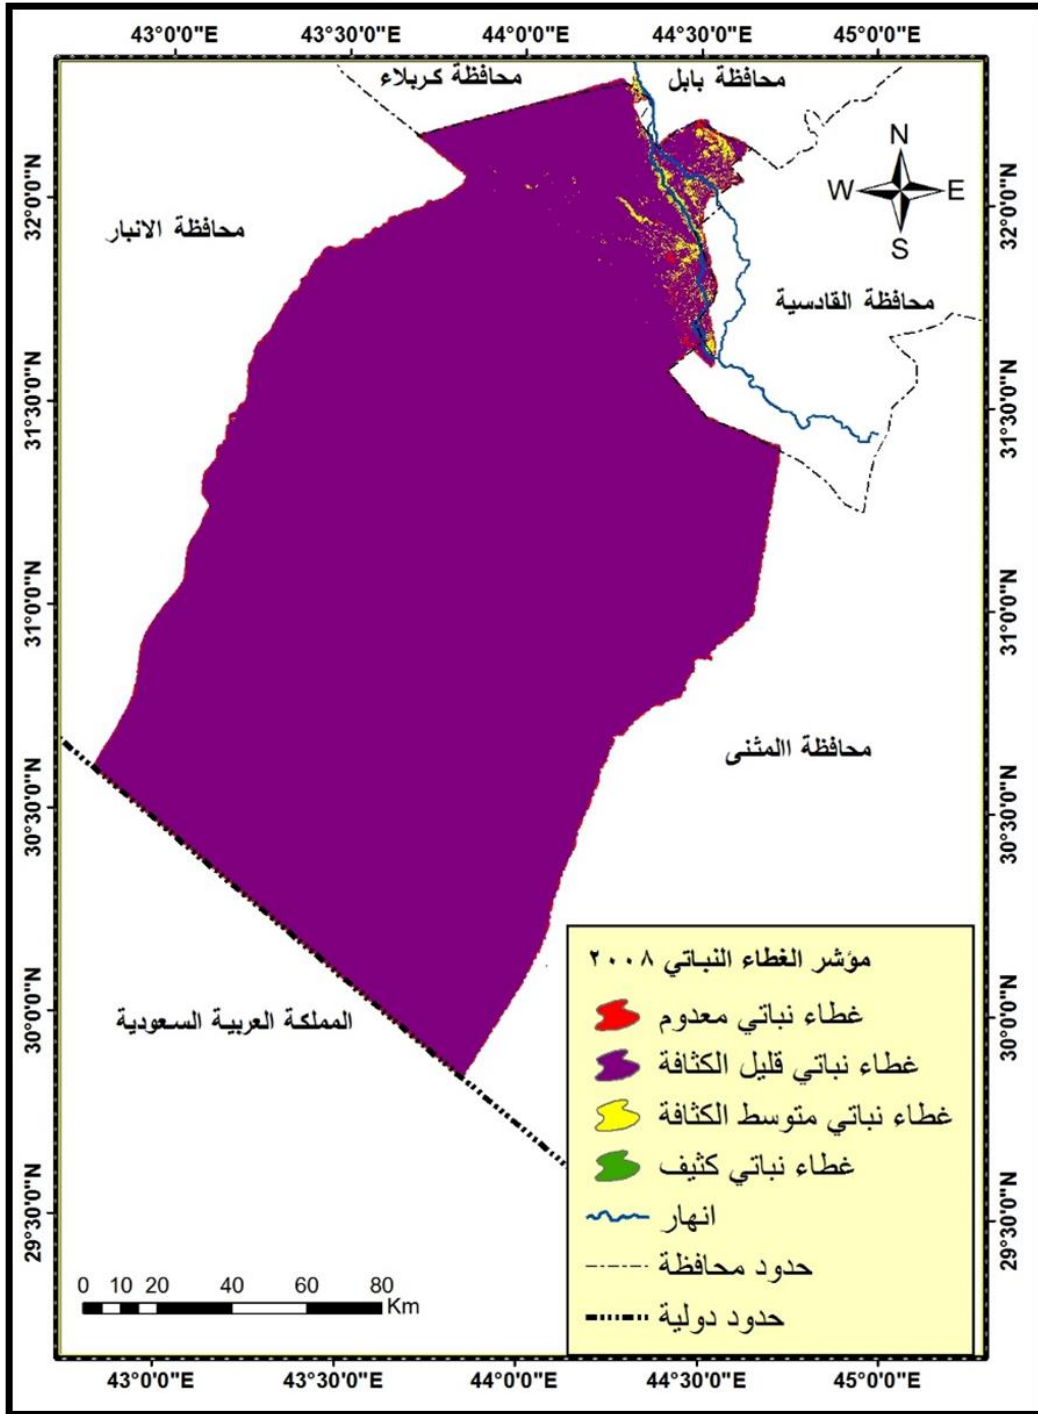 43°0'0"E 43°30'0"E 44°0'0"E 44°30'0"E 45°0'0"E
محافظة كربلاء
محافظة بابل
N
W E
S
محافظة الانبار
محافظة القادسية
محافظة االمثنى
المملكة العربية السعودية
32°0'0"N
31°30'0"N
31°0'0"N
30°30'0"N
30°0'0"N
29°30'0"N
32°0'0"N
31°30'0"N
31°0'0"N
30°30'0"N
30°0'0"N
29°30'0"N
مؤشر الغطاء النباتي ٢٠٠٨
غطاء نباتي معدوم
غطاء نباتي قليل الكثافة
غطاء نباتي متوسط الكثافة
غطاء نباتي كثيف
انهار
حدود محافظة
حدود دولية
0 10 20 40 60 80
Km
43°0'0"E 43°30'0"E 44°0'0"E 44°30'0"E 45°0'0"E